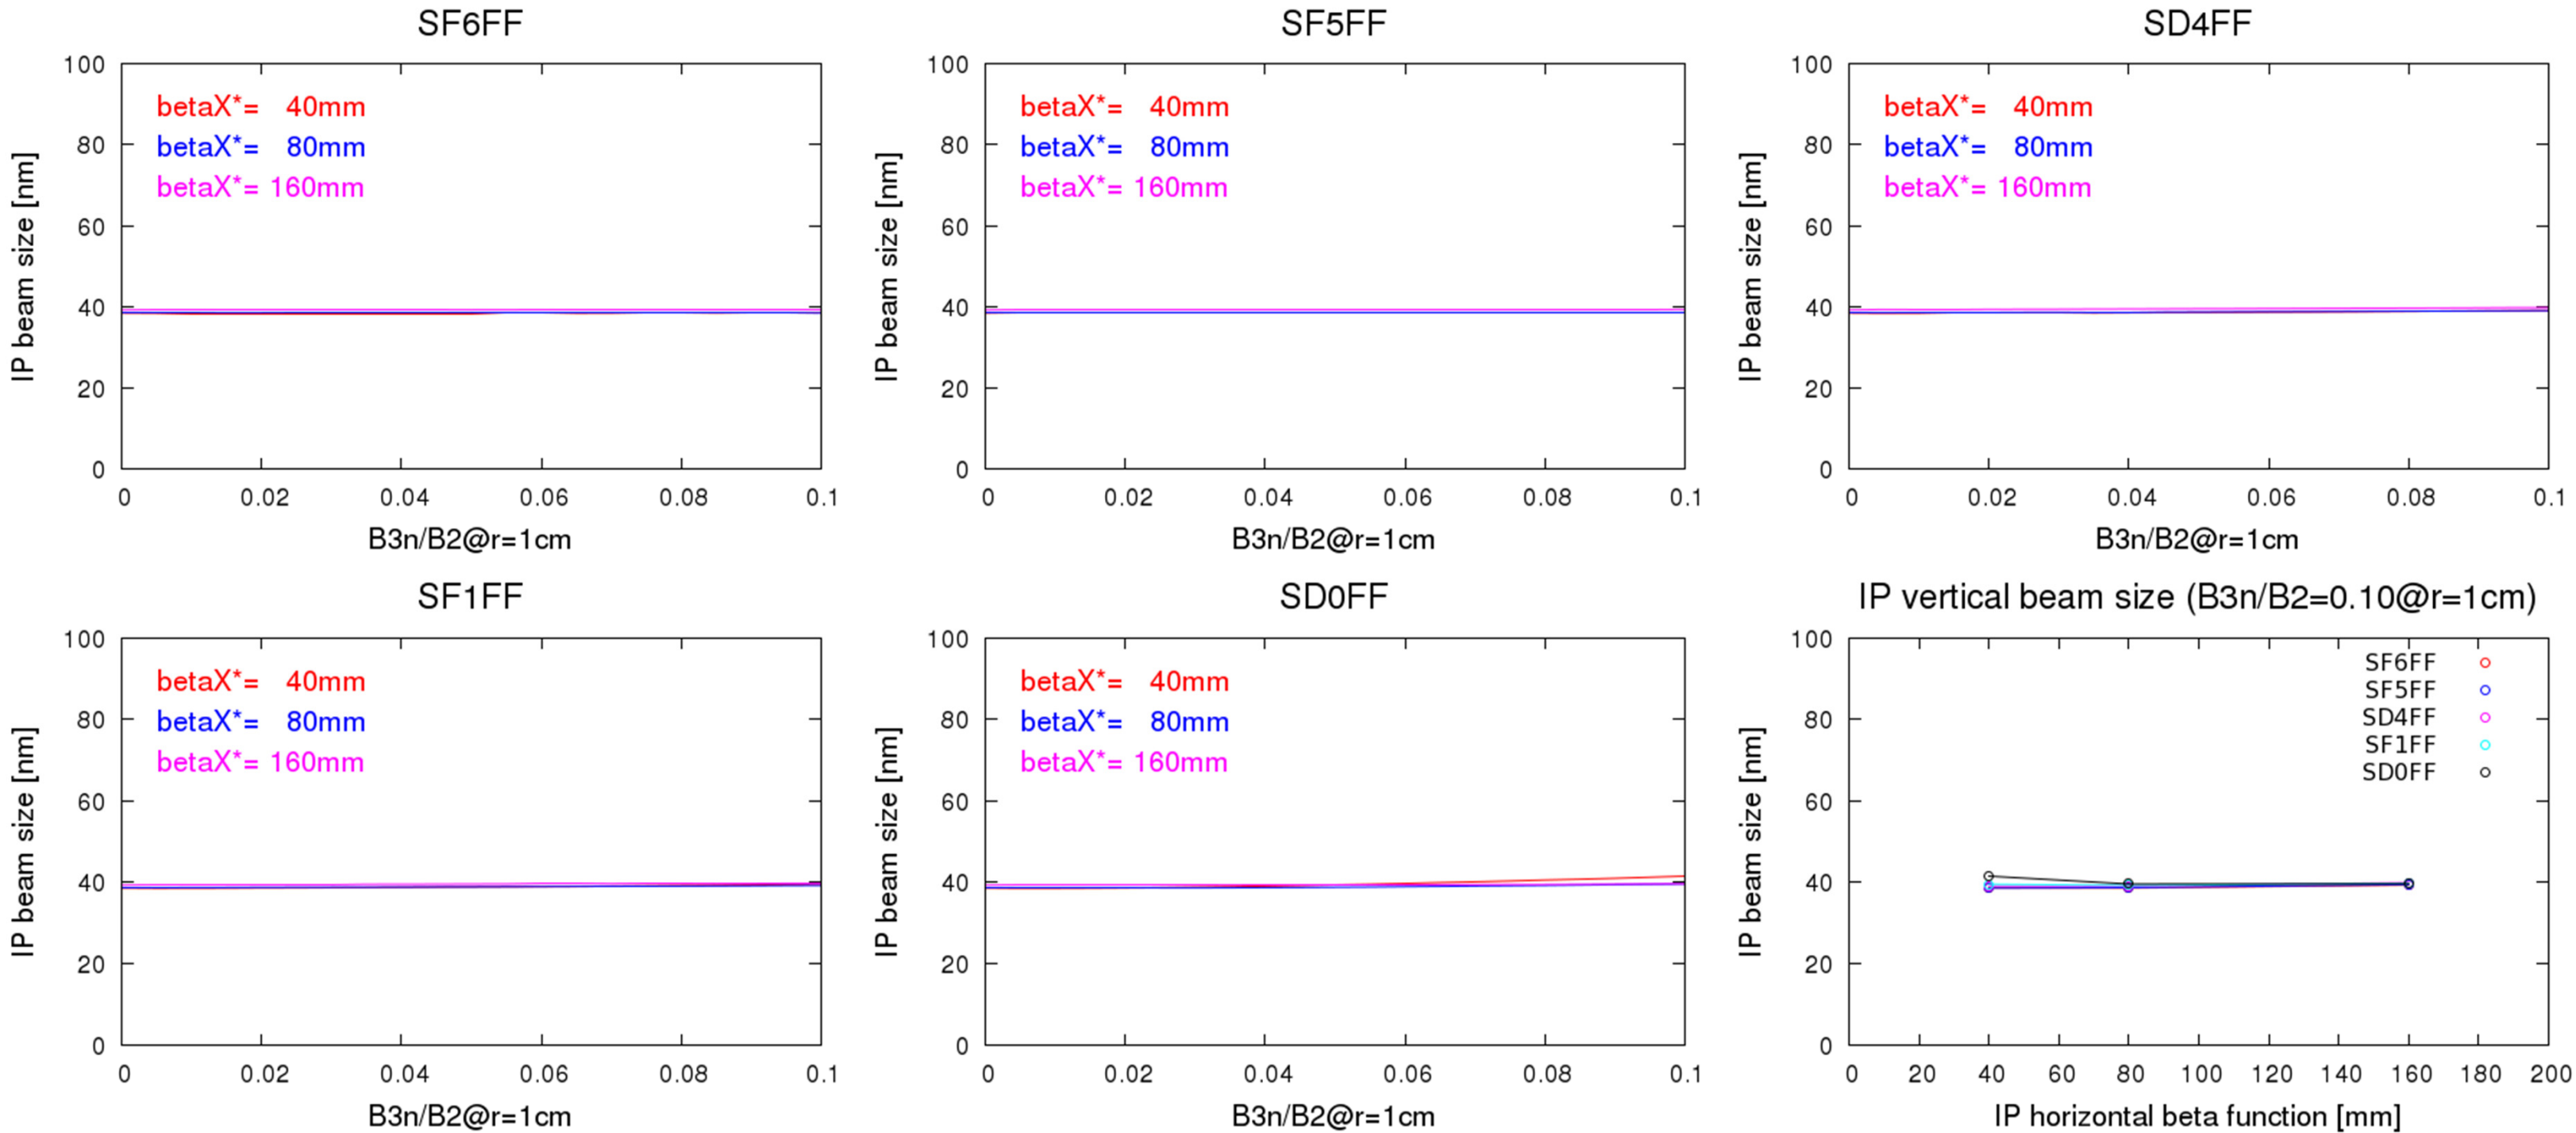 SF6FF
100
80
60
40
20
0
IP beam size [nm]
betaX*= 40mm
betaX*= 80mm
betaX*= 160mm
0 0.02 0.04 0.06 0.08 0.1
B3n/B2@r=1cm
SF5FF
100
80
60
40
20
0
IP beam size [nm]
betaX*= 40mm
betaX*= 80mm
betaX*= 160mm
0 0.02 0.04 0.06 0.08 0.1
B3n/B2@r=1cm
SD4FF
100
80
60
40
20
0
IP beam size [nm]
betaX*= 40mm
betaX*= 80mm
betaX*= 160mm
0 0.02 0.04 0.06 0.08 0.1
B3n/B2@r=1cm
SF1FF
100
80
60
40
20
0
IP beam size [nm]
betaX*= 40mm
betaX*= 80mm
betaX*= 160mm
0 0.02 0.04 0.06 0.08 0.1
B3n/B2@r=1cm
SD0FF
100
80
60
40
20
0
IP beam size [nm]
betaX*= 40mm
betaX*= 80mm
betaX*= 160mm
0 0.02 0.04 0.06 0.08 0.1
B3n/B2@r=1cm
IP vertical beam size (B3n/B2=0.10@r=1cm)
100
80
60
40
20
0
IP beam size [nm]
SF6FF
SF5FF
SD4FF
SF1FF
SD0FF
0 20 40 60 80 100 120 140 160 180 200
IP horizontal beta function [mm]